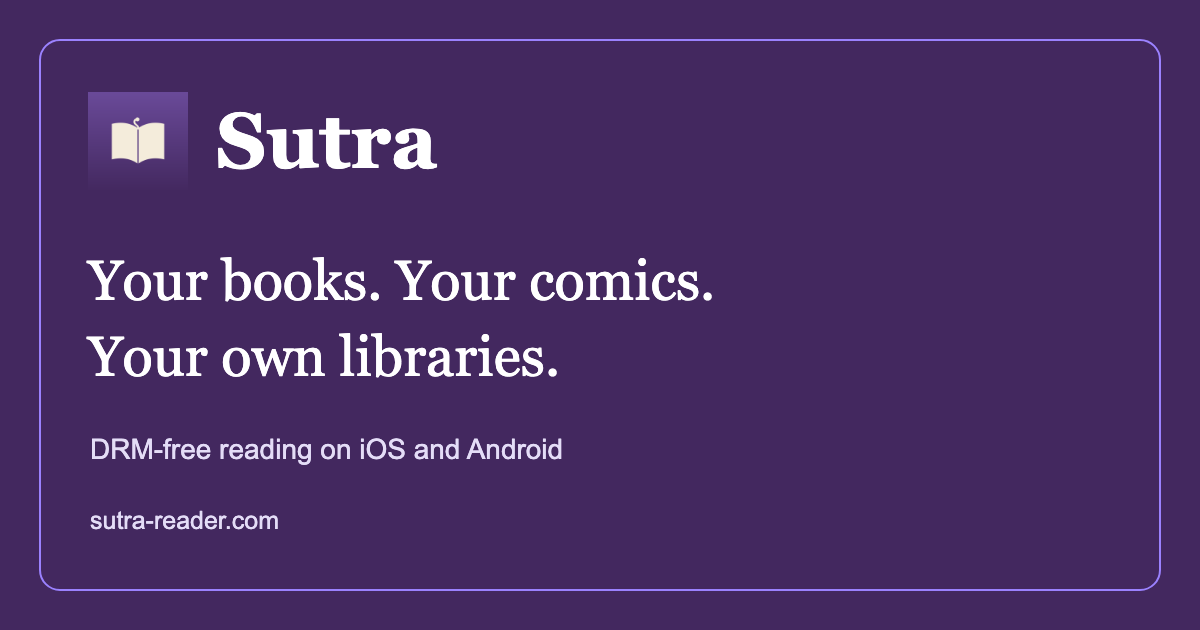 Sutra
Your books. Your comics.
Your own libraries.
DRM-free reading on iOS and Android
sutra-reader.com